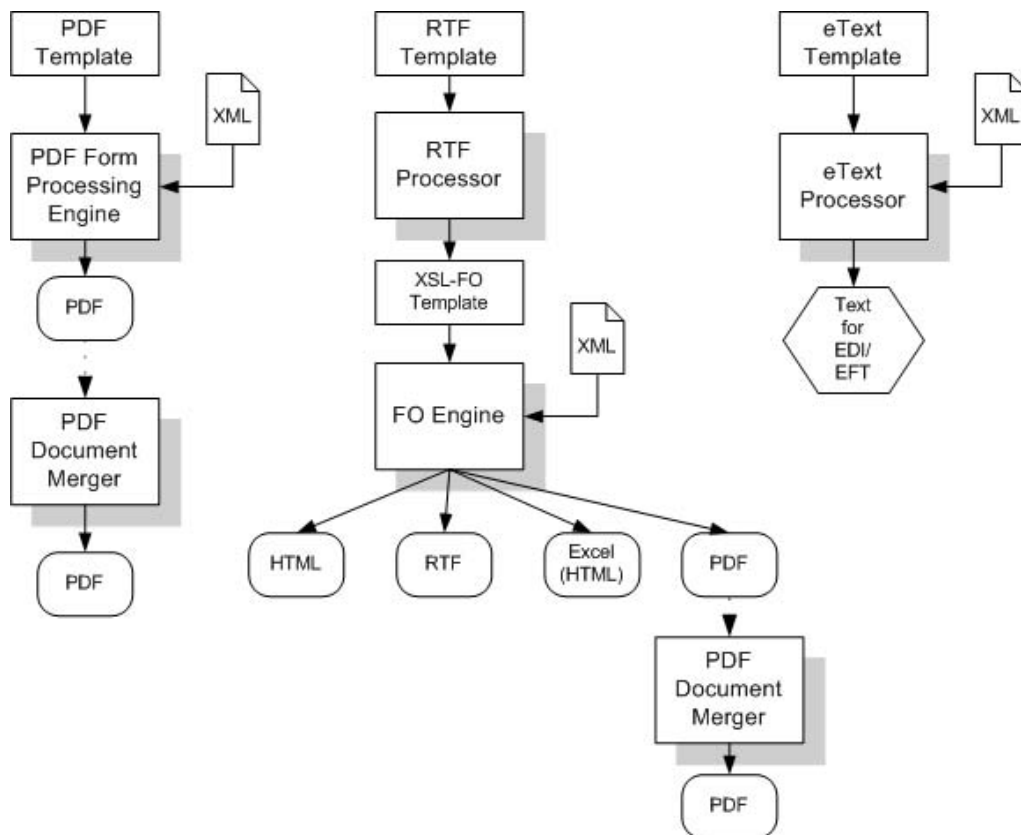 PDF
Template
XML
PDF Form
Processing
Engine
PDF
PDF
Document
Merger
PDF
RTF
Template
RTF
Processor
XSL-FO
Template
XML
FO Engine
HTML
RTF
Excel
(HTML)
PDF
PDF
Document
Merger
PDF
eText
Template
XML
eText
Processor
Text
for
EDI/
EFT